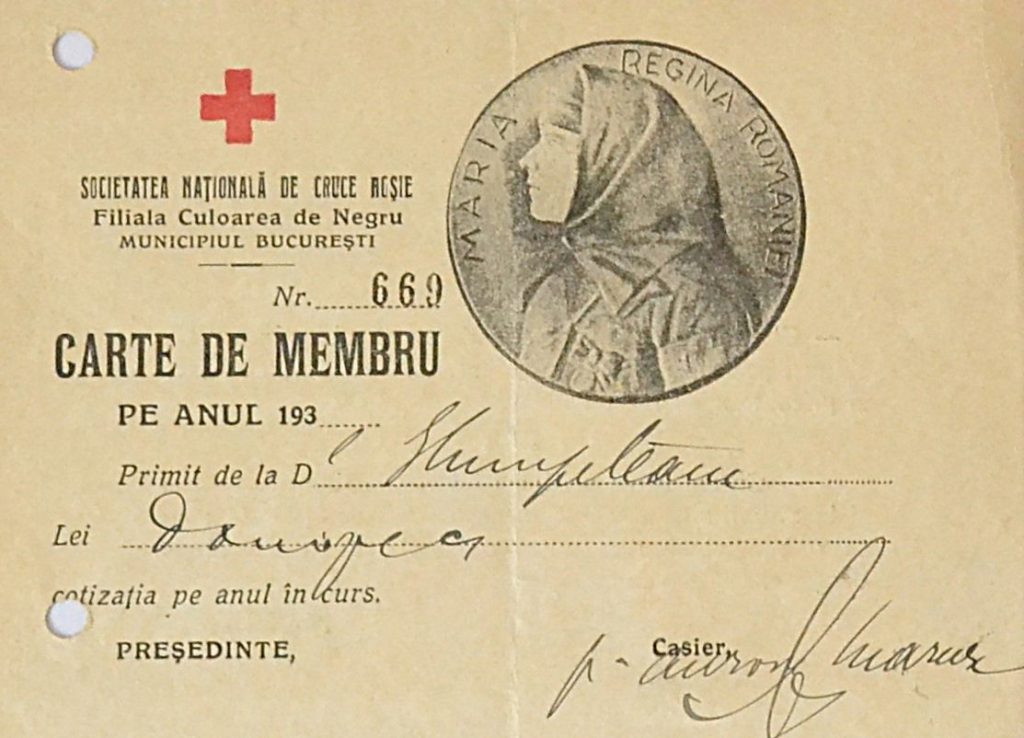 MARIA REGINA ROMANIEI
SOCIETATEA NAȚIONALĂ DE CRUCE ROȘIE
Filiala Culoarea de Negru
MUNICIPIUL BUCUREȘTI
Nr. 669
CARTE DE MEMBRU
PE ANUL 193
Primit de la D
Lei
cotizația pe anul în curs.
PREȘEDINTE,
Casier,